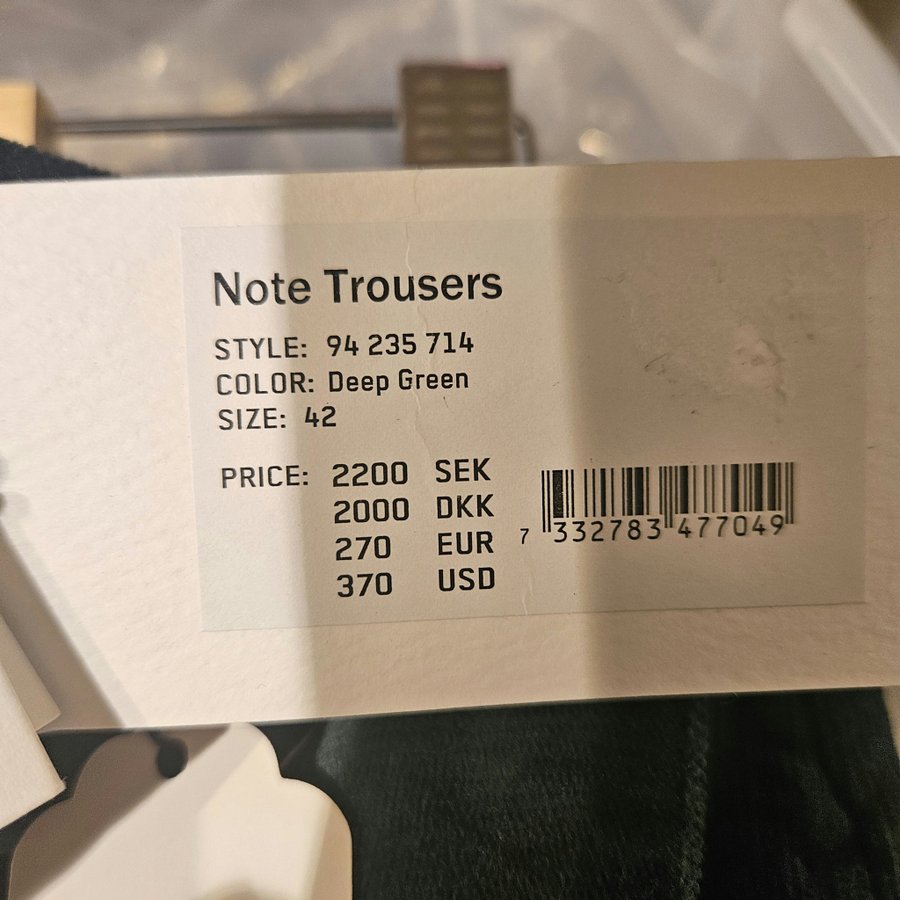 Note Trousers
STYLE: 94 235 714
COLOR: Deep Green
SIZE: 42
PRICE: 2200 SEK
2000 DKK
270 EUR
370 USD
7 332783 477049